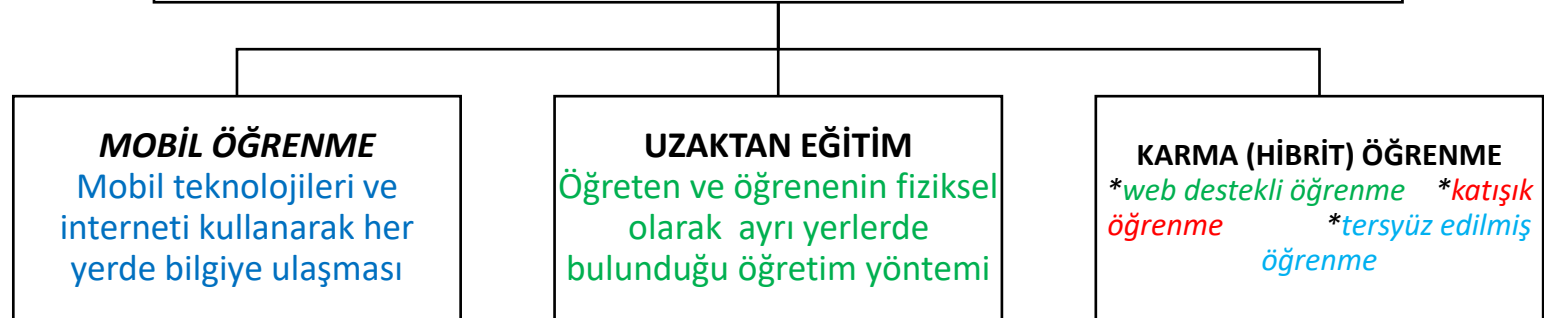 MOBİL ÖĞRENME
Mobil teknolojileri ve
interneti kullanarak her
yerde bilgiye ulaşması
UZAKTAN EĞİTİM
Öğreten ve öğrenenin fiziksel
olarak ayrı yerlerde
bulunduğu öğretim yöntemi
KARMA (HİBRİT) ÖĞRENME
*web destekli öğrenme *katışık
öğrenme *tersyüz edilmiş
öğrenme